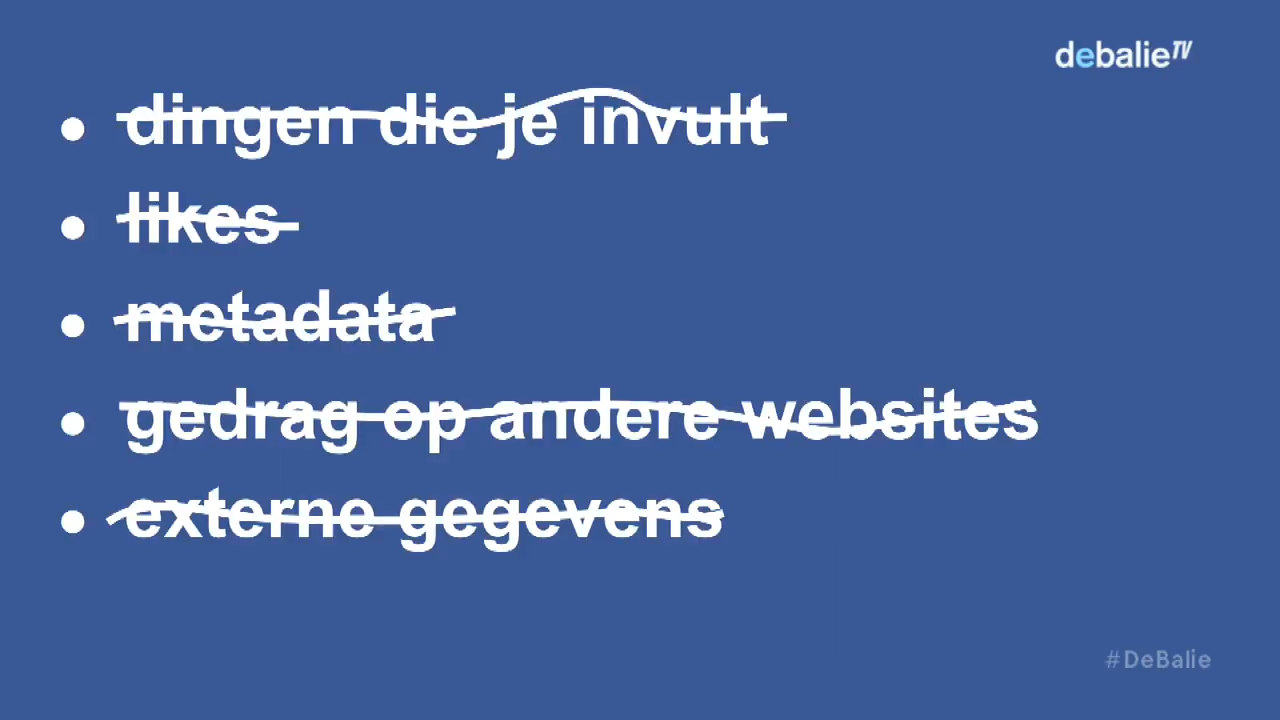 debalieTV
• dingen die je invult
• likes
• metadata
• gedrag op andere websites
• externe gegevens
#DeBalie